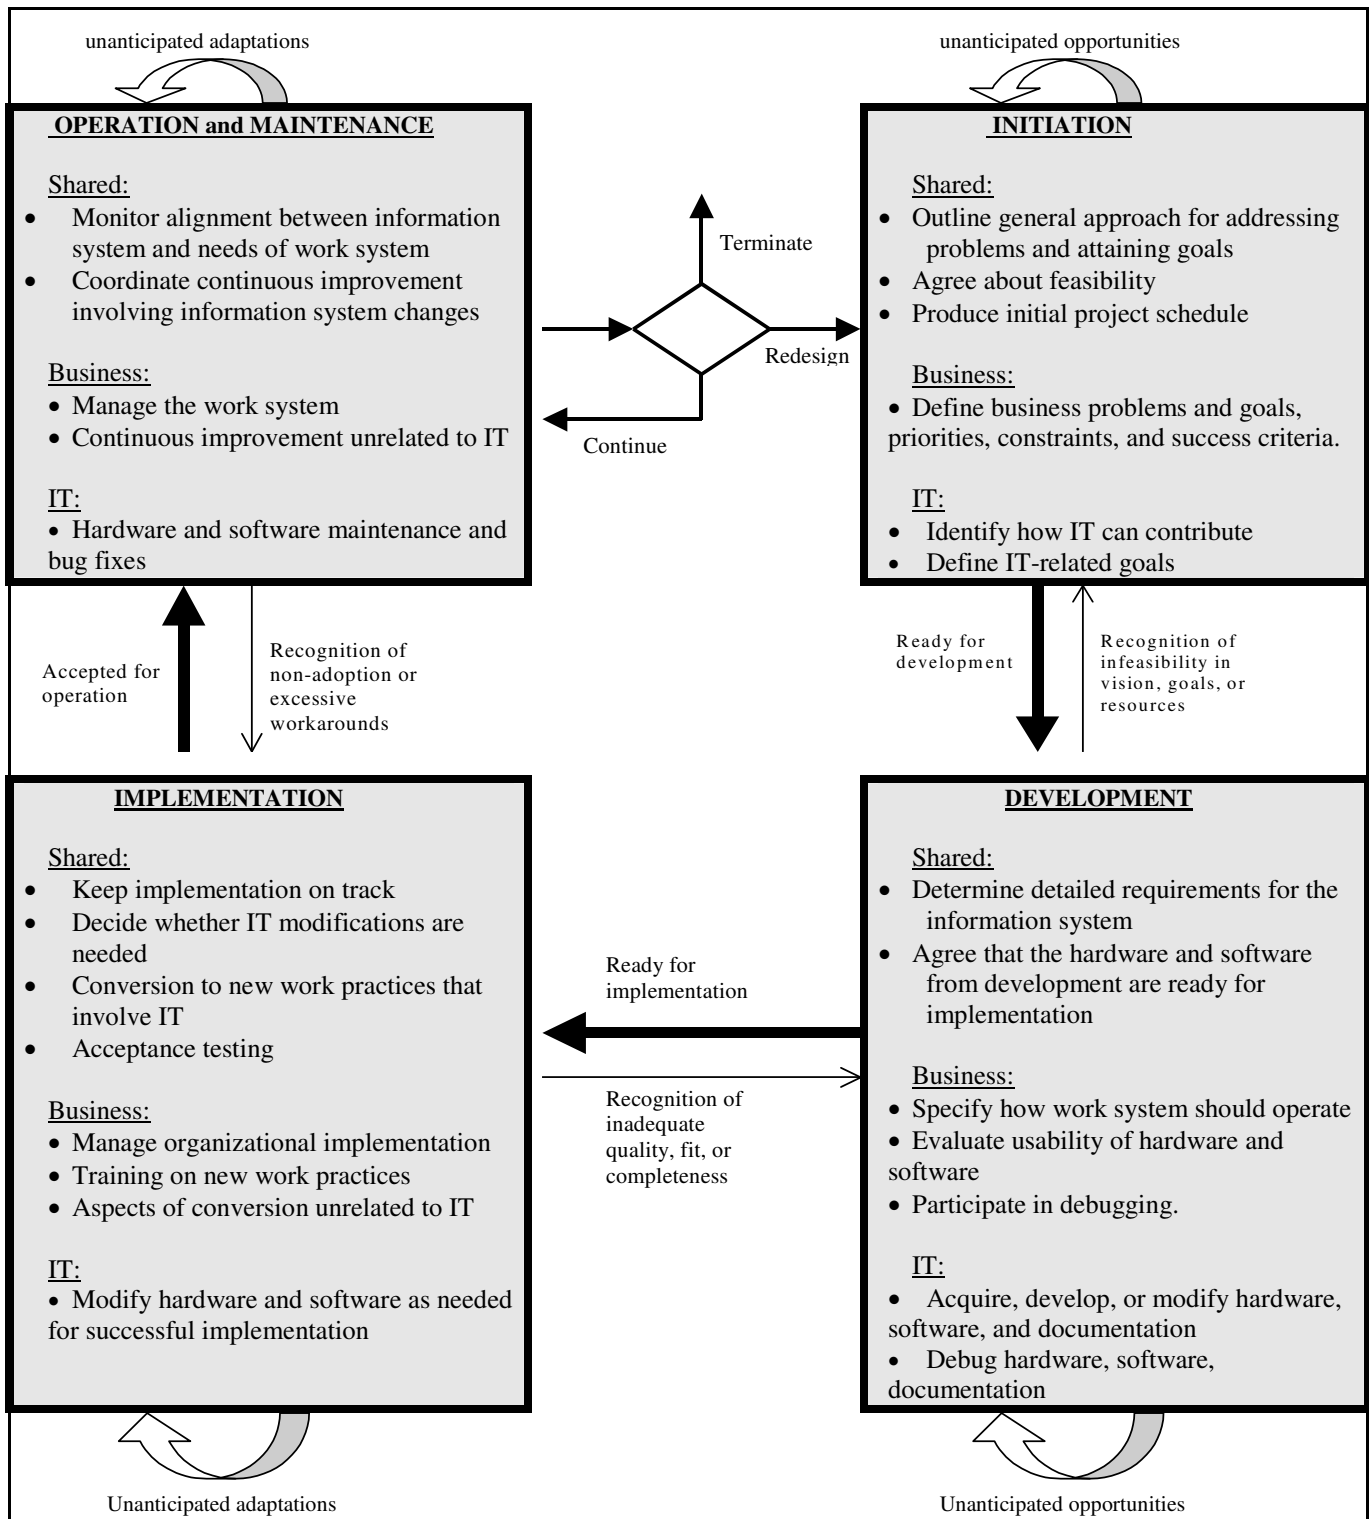 unanticipated adaptations
unanticipated opportunities
OPERATION and MAINTENANCE
Shared:
• Monitor alignment between information
system and needs of work system
• Coordinate continuous improvement
involving information system changes
Business:
• Manage the work system
• Continuous improvement unrelated to IT
IT:
• Hardware and software maintenance and
bug fixes
Terminate
Redesign
Continue
INITIATION
Shared:
• Outline general approach for addressing
problems and attaining goals
• Agree about feasibility
• Produce initial project schedule
Business:
• Define business problems and goals,
priorities, constraints, and success criteria.
IT:
• Identify how IT can contribute
• Define IT-related goals
Accepted for
operation
Recognition of
non-adoption or
excessive
workarounds
Ready for
development
Recognition of
infeasibility in
vision, goals, or
resources
IMPLEMENTATION
Shared:
• Keep implementation on track
• Decide whether IT modifications are
needed
• Conversion to new work practices that
involve IT
• Acceptance testing
Business:
• Manage organizational implementation
• Training on new work practices
• Aspects of conversion unrelated to IT
IT:
• Modify hardware and software as needed
for successful implementation
Ready for
implementation
Recognition of
inadequate
quality, fit, or
completeness
DEVELOPMENT
Shared:
• Determine detailed requirements for the
information system
• Agree that the hardware and software
from development are ready for
implementation
Business:
• Specify how work system should operate
• Evaluate usability of hardware and
software
• Participate in debugging.
IT:
• Acquire, develop, or modify hardware,
software, and documentation
• Debug hardware, software,
documentation
Unanticipated adaptations
Unanticipated opportunities